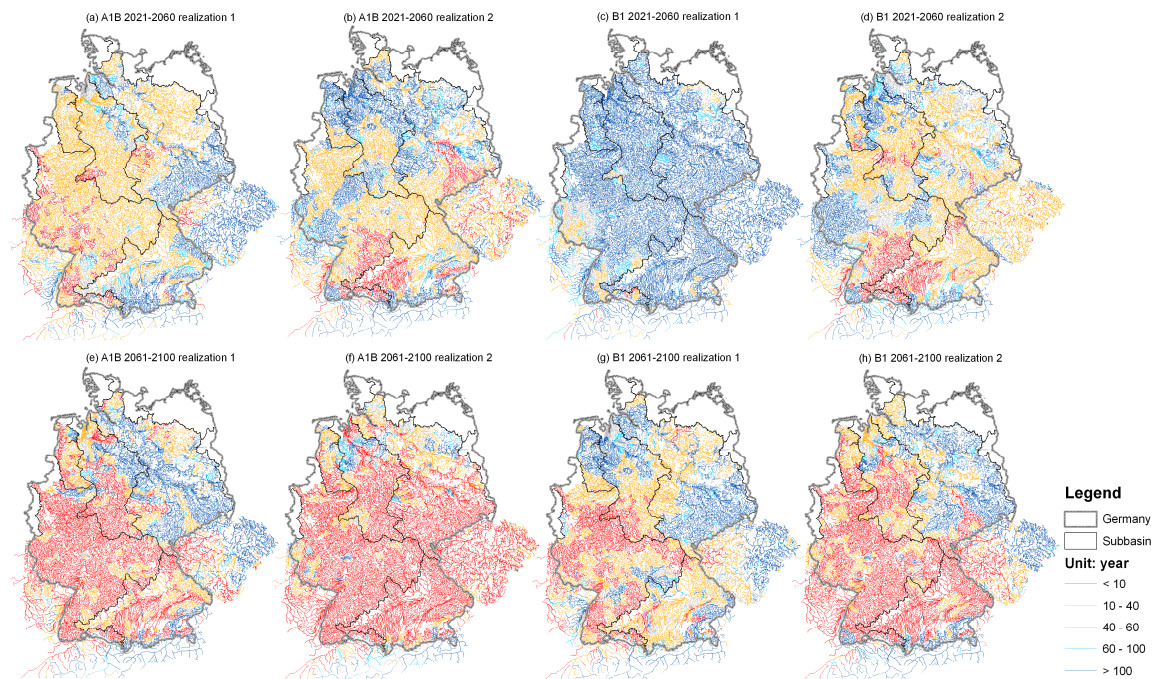 (a) A1B 2021-2060 realization 1
(b) A1B 2021-2060 realization 2
(c) B1 2021-2060 realization 1
(d) B1 2021-2060 realization 2
(e) A1B 2061-2100 realization 1
(f) A1B 2061-2100 realization 2
(g) B1 2061-2100 realization 1
(h) B1 2061-2100 realization 2
Legend
Germany
Subbasin
Unit: year
< 10
10 - 40
40 - 60
60 - 100
> 100